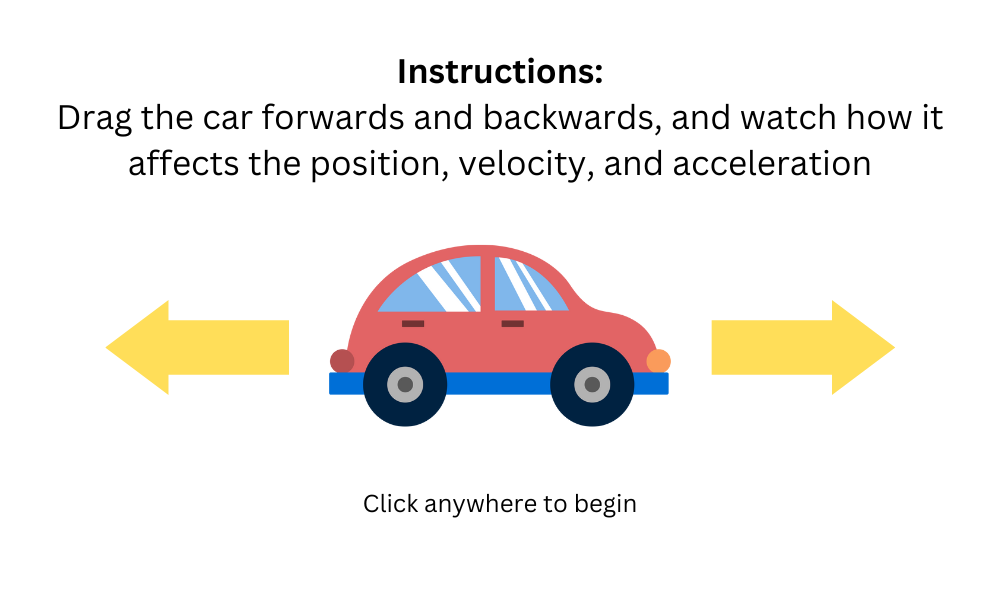 Instructions:
Drag the car forwards and backwards, and watch how it
affects the position, velocity, and acceleration
Click anywhere to begin